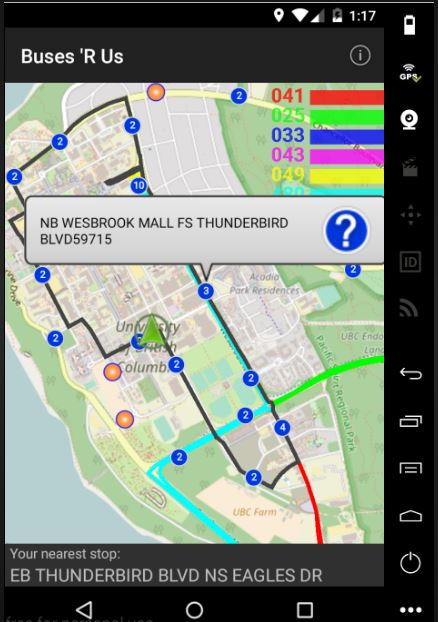 1:17
GPS
Buses 'R Us
041
025
033
043
049
480
2
2
2
2
10
NB WESBROOK MALL FS THUNDERBIRD
BLVD59715
?
ID
2
2
3
Acadia
Park Residences
University
of British
Columbia
2
UBC Endo
Pacific Spirit Regional Park
2
2
2
4
2
2
UBC Farm
Your nearest stop:
EB THUNDERBIRD BLVD NS EAGLES DR
free for personal use